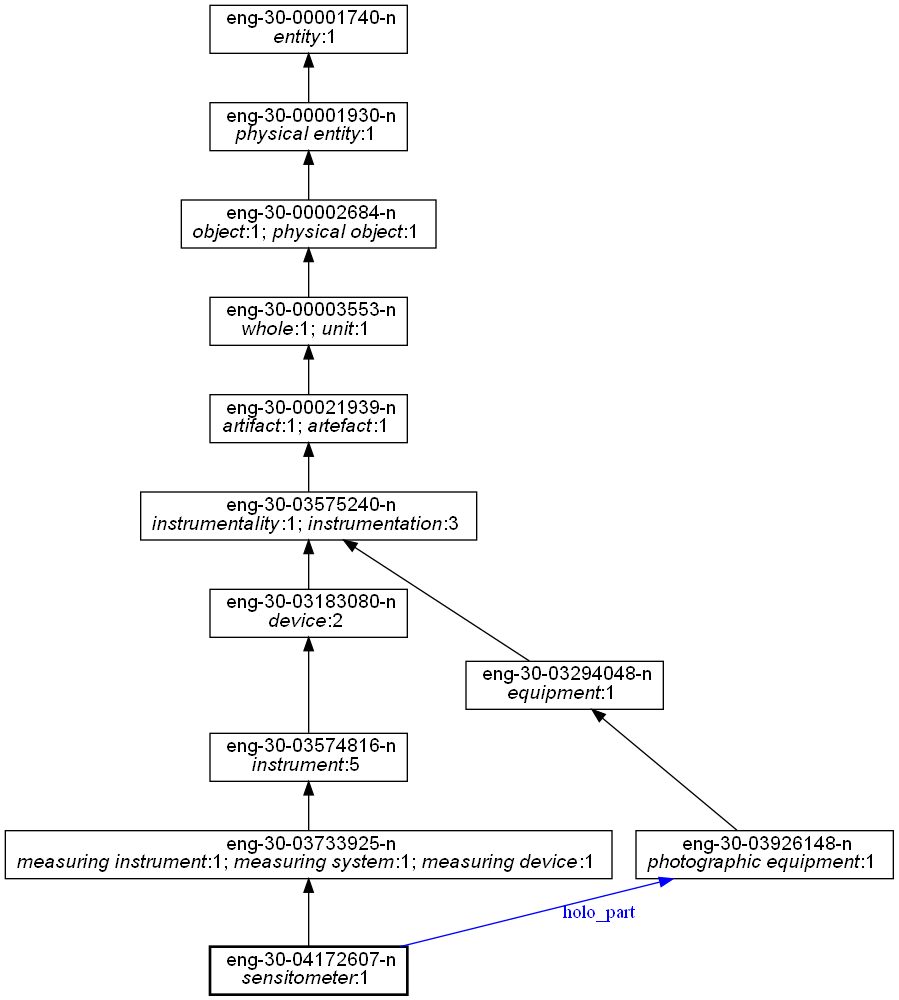 eng-30-00001740-n
entity:1
eng-30-00001930-n
physical entity:1
eng-30-00002684-n
object:1; physical object:1
eng-30-00003553-n
whole:1; unit:1
eng-30-00021939-n
artifact:1; artefact:1
eng-30-03575240-n
instrumentality:1; instrumentation:3
eng-30-03183080-n
device:2
eng-30-03294048-n
equipment:1
eng-30-03574816-n
instrument:5
eng-30-03733925-n
measuring instrument:1; measuring system:1; measuring device:1
eng-30-03926148-n
photographic equipment:1
holo_part
eng-30-04172607-n
sensitometer:1